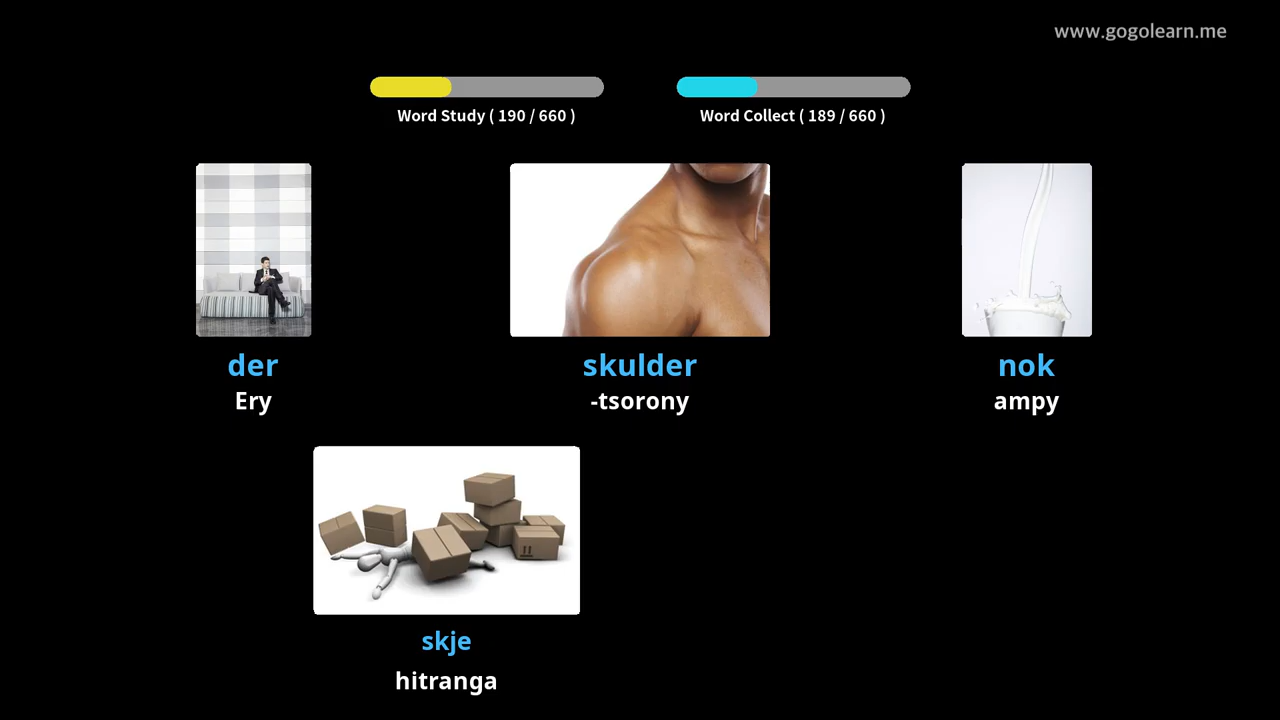 www.gogolearn.me
Word Study ( 190 / 660 )
Word Collect ( 189 / 660 )
der
skulder
nok
Ery
-tsorony
ampy
skje
hitranga